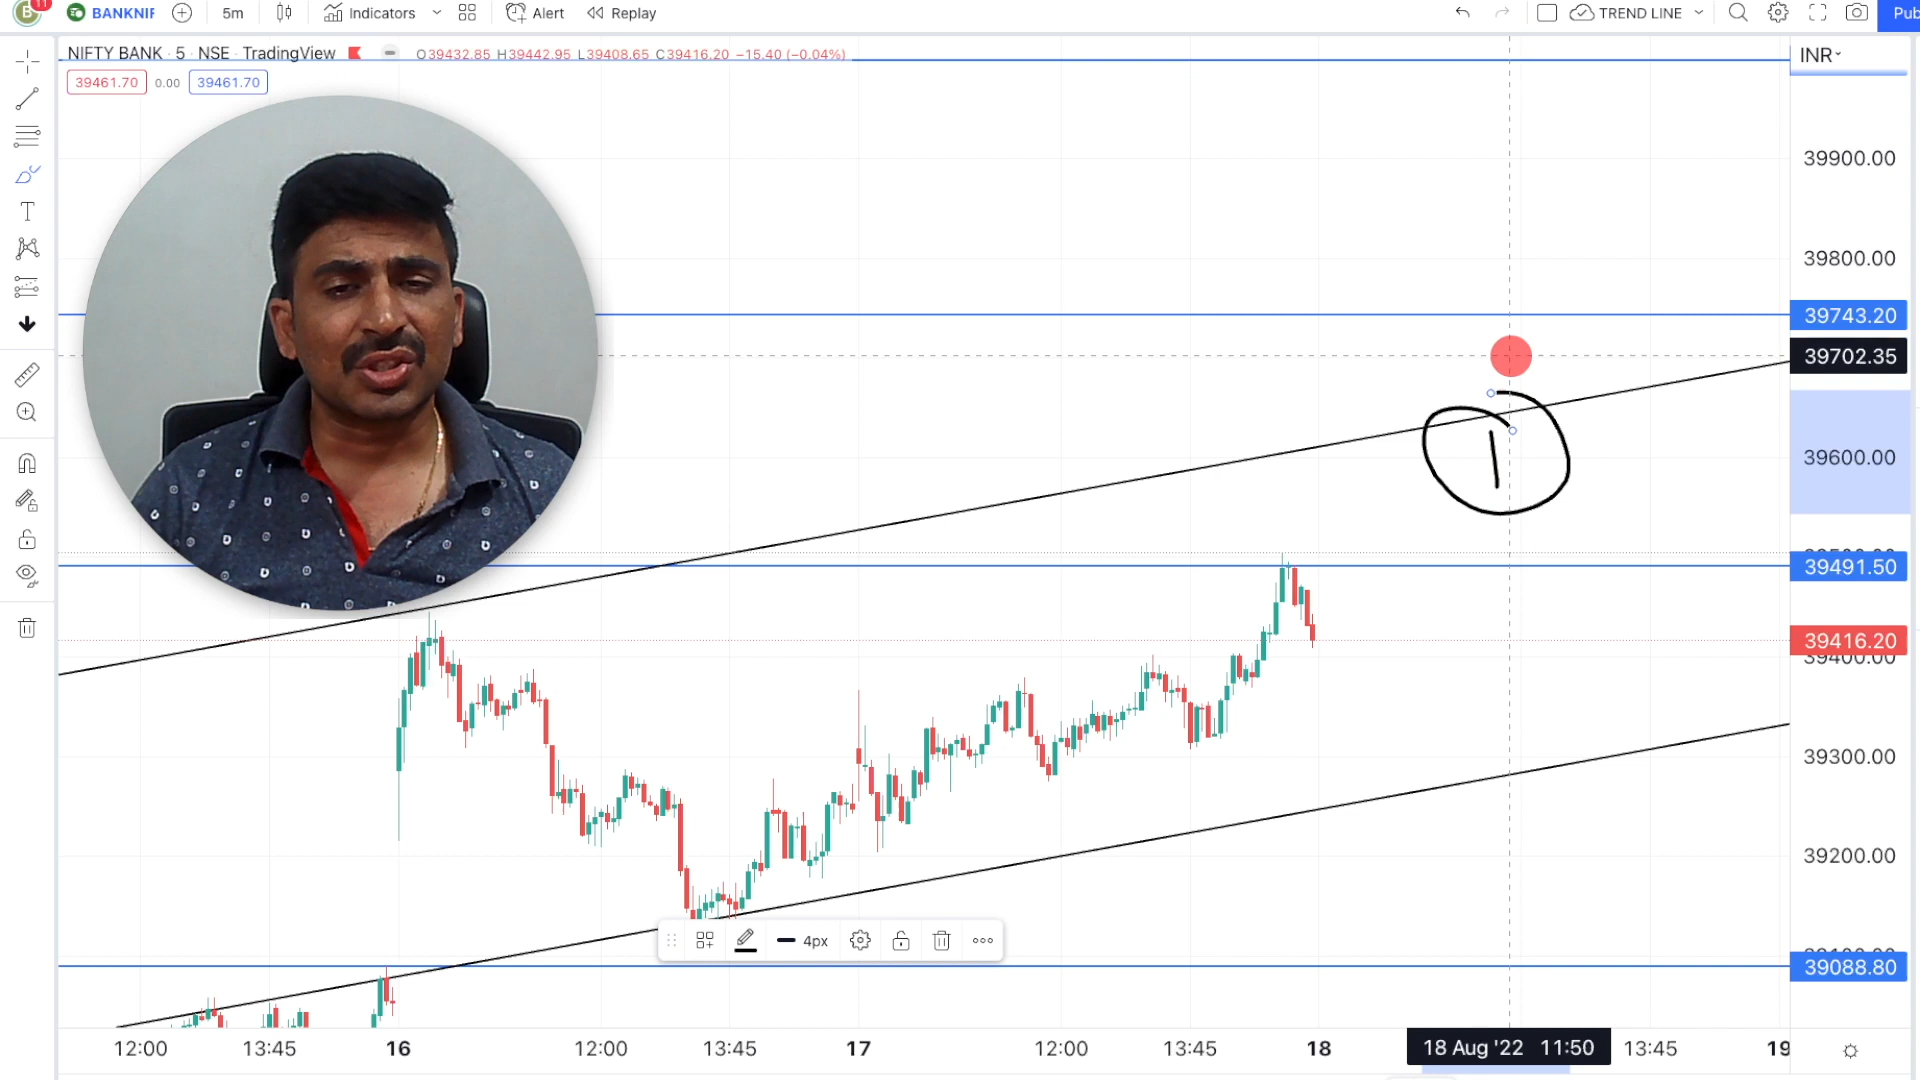 B 11 BANKNIF 5m Indicators Alert Replay TREND LINE Pub
NIFTY BANK · 5 · NSE · TradingView O39432.85 H39442.95 L39408.65 C39416.20 −15.40 (−0.04%) INR
39461.70 0.00 39461.70
39900.00
39800.00
39743.20
39702.35
1
39600.00
39491.50
39416.20
39400.00
39300.00
39200.00
4px
39088.80
12:00 13:45 16 12:00 13:45 17 12:00 13:45 18 18 Aug '22 11:50 13:45 19